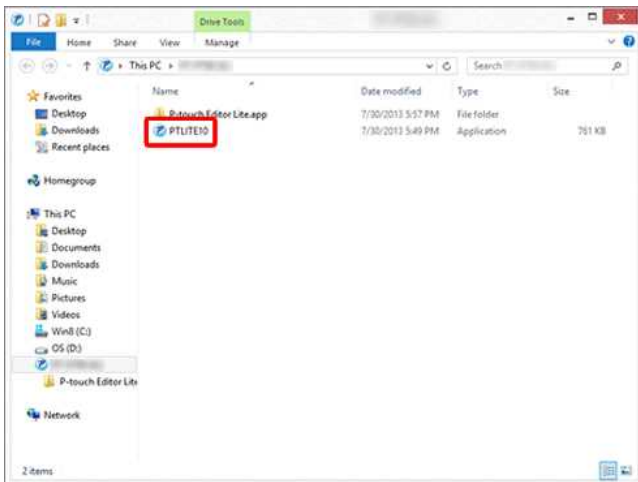 Drive Tools
File Home Share View Manage
This PC Search
Name Date modified Type Size
Favorites
Desktop
Downloads
Recent places
Homegroup
This PC
Desktop
Documents
Downloads
Music
Pictures
Videos
Win8 (C:)
OS (D:)
P-touch Editor Lite
Network
P-touch Editor Lite.app 7/30/2013 5:57 PM File folder
PTLITE10 7/30/2013 5:49 PM Application 761 KB
2 items